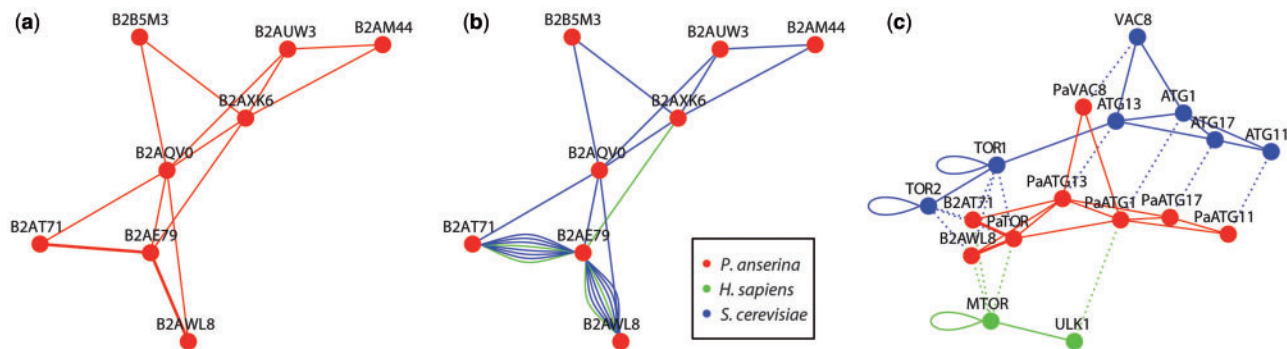 (a)
B2B5M3
B2AUW3
B2AM44
B2AXK6
B2AQV0
B2AT71
B2AE79
B2AWL8
(b)
B2B5M3
B2AUW3
B2AM44
B2AXK6
B2AQV0
B2AT71
B2AE79
B2AWL8
P. anserina
H. sapiens
S. cerevisiae
(c)
VAC8
PaVAC8
ATG13
ATG1
ATG17
ATG11
TOR1
TOR2
PaATG13
B2AT71
PaTOR
PaATG1
PaATG17
PaATG11
B2AWL8
MTOR
ULK1